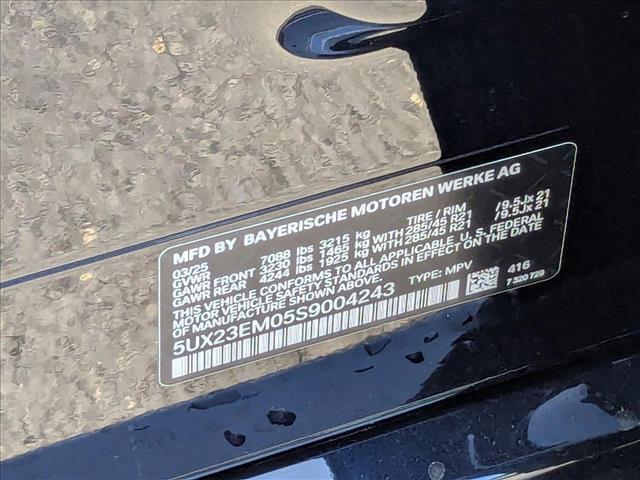 MFD BY BAYERISCHE MOTOREN WERKE AG
03/25 TIRE / RIM
GVWR 7088 lbs 3215 kg
GAWR FRONT 3230 lbs 1465 kg WITH 285/45 R21 /9.5Jx21
GAWR REAR 4244 lbs 1925 kg WITH 285/45 R21 /9.5Jx21
THIS VEHICLE CONFORMS TO ALL APPLICABLE U.S. FEDERAL
MOTOR VEHICLE SAFETY STANDARDS IN EFFECT ON THE DATE
OF MANUFACTURE SHOWN ABOVE.
5UX23EM05S9004243 TYPE: MPV 416
7 320 729